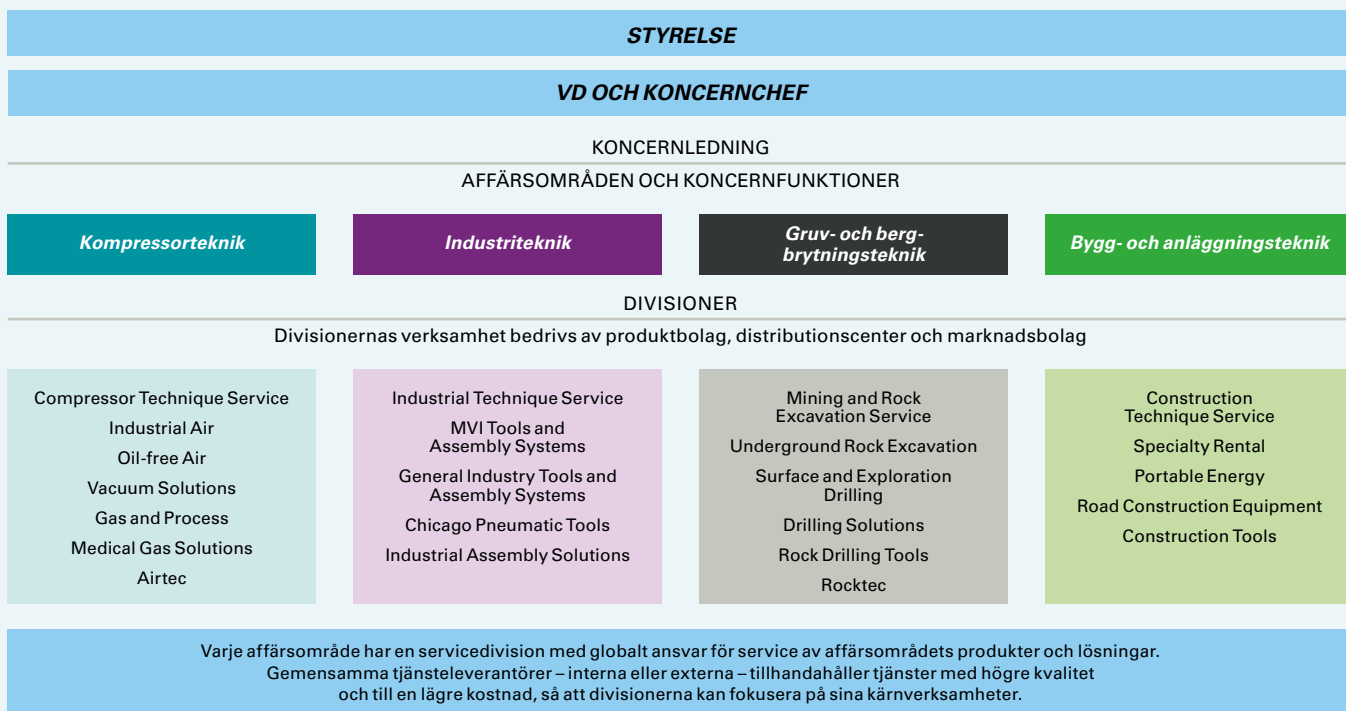 STYRELSE
VD OCH KONCERNCHEF
KONCERNLEDNING
AFFÄRSOMRÅDEN OCH KONCERNFUNKTIONER
Kompressorteknik
Industriteknik
Gruv- och berg-
brytningsteknik
Bygg- och anläggningsteknik
DIVISIONER
Divisionernas verksamhet bedrivs av produktbolag, distributionscenter och marknadsbolag
Compressor Technique Service
Industrial Air
Oil-free Air
Vacuum Solutions
Gas and Process
Medical Gas Solutions
Airtec
Industrial Technique Service
MVI Tools and
Assembly Systems
General Industry Tools and
Assembly Systems
Chicago Pneumatic Tools
Industrial Assembly Solutions
Mining and Rock
Excavation Service
Underground Rock Excavation
Surface and Exploration
Drilling
Drilling Solutions
Rock Drilling Tools
Rocktec
Construction
Technique Service
Specialty Rental
Portable Energy
Road Construction Equipment
Construction Tools
Varje affärsområde har en servicedivision med globalt ansvar för service av affärsområdets produkter och lösningar.
Gemensamma tjänsteleverantörer – interna eller externa – tillhandahåller tjänster med högre kvalitet
och till en lägre kostnad, så att divisionerna kan fokusera på sina kärnverksamheter.